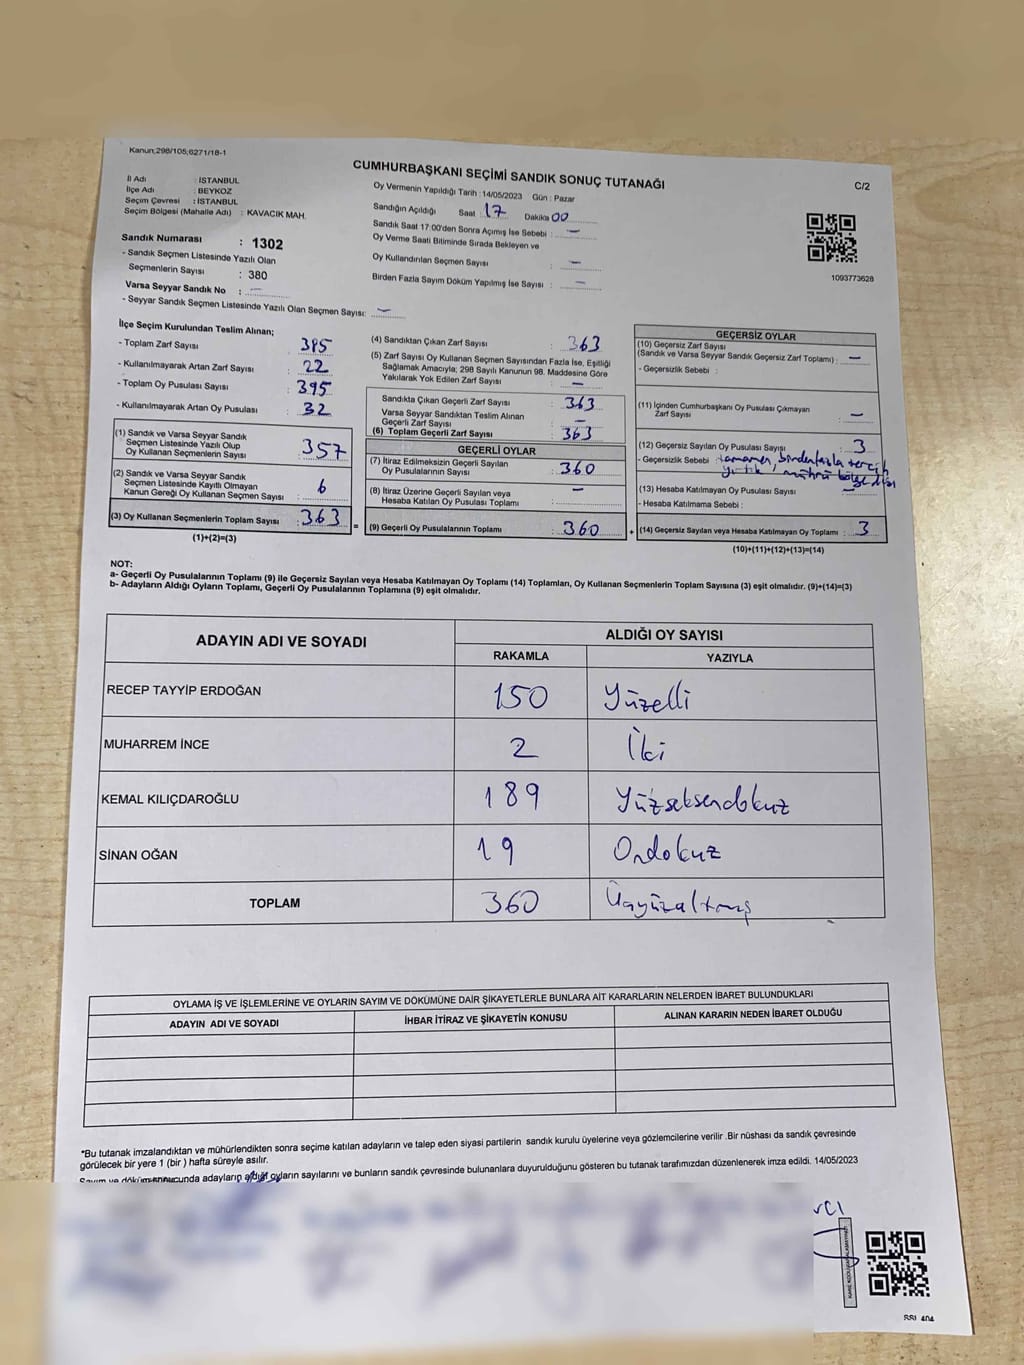 Kanun;298/105;6271/18-1
CUMHURBAŞKANI SEÇİMİ SANDIK SONUÇ TUTANAĞI
C/2
İl Adı : İSTANBUL
İlçe Adı : BEYKOZ
Seçim Çevresi : İSTANBUL
Seçim Bölgesi (Mahalle Adı) : KAVACIK MAH.
Sandık Numarası : 1302
- Sandık Seçmen Listesinde Yazılı Olan
Seçmenlerin Sayısı : 380
Varsa Seyyar Sandık No : –
- Seyyar Sandık Seçmen Listesinde Yazılı Olan Seçmen Sayısı: –
Oy Vermenin Yapıldığı Tarih : 14/05/2023 Gün : Pazar
Sandığın Açıldığı Saat : 17 Dakika 00
Sandık Saat 17:00'den Sonra Açımış İse Sebebi : –
Oy Verme Saati Bitiminde Sırada Bekleyen ve
Oy Kullandırılan Seçmen Sayısı : –
Birden Fazla Sayım Döküm Yapılmış İse Sayısı : –
1093773628
İlçe Seçim Kurulundan Teslim Alınan;
- Toplam Zarf Sayısı : 385
- Kullanılmayarak Artan Zarf Sayısı : 22
- Toplam Oy Pusulası Sayısı : 395
- Kullanılmayarak Artan Oy Pusulası : 32
(1) Sandık ve Varsa Seyyar Sandık
Seçmen Listesinde Yazılı Olup
Oy Kullanan Seçmenlerin Sayısı : 357
(2) Sandık ve Varsa Seyyar Sandık
Seçmen Listesinde Kayıtlı Olmayan
Kanun Gereği Oy Kullanan Seçmen Sayısı : 6
(3) Oy Kullanan Seçmenlerin Toplam Sayısı : 363 =
(1)+(2)=(3)
(4) Sandıktan Çıkan Zarf Sayısı : 363
(5) Zarf Sayısı Oy Kullanan Seçmen Sayısından Fazla İse, Eşitliği
Sağlamak Amacıyla; 298 Sayılı Kanunun 98. Maddesine Göre
Yakılarak Yok Edilen Zarf Sayısı : –
Sandıkta Çıkan Geçerli Zarf Sayısı : 363
Varsa Seyyar Sandıktan Teslim Alınan
Geçerli Zarf Sayısı : –
(6) Toplam Geçerli Zarf Sayısı : 363
GEÇERLİ OYLAR
(7) İtiraz Edilmeksizin Geçerli Sayılan
Oy Pusulalarının Sayısı : 360
(8) İtiraz Üzerine Geçerli Sayılan veya
Hesaba Katılan Oy Pusulası Toplamı : –
(9) Geçerli Oy Pusulalarının Toplamı : 360 +
GEÇERSİZ OYLAR
(10) Geçersiz Zarf Sayısı
(Sandık ve Varsa Seyyar Sandık Geçersiz Zarf Toplamı) : –
- Geçersizlik Sebebi :
(11) İçinden Cumhurbaşkanı Oy Pusulası Çıkmayan
Zarf Sayısı : –
(12) Geçersiz Sayılan Oy Pusulası Sayısı : 3
- Geçersizlik Sebebi : tamamen, birden fazla tercih
yırtık, mühür bölge dışı
(13) Hesaba Katılmayan Oy Pusulası Sayısı : –
- Hesaba Katılmama Sebebi :
(14) Geçersiz Sayılan veya Hesaba Katılmayan Oy Toplamı : 3
(10)+(11)+(12)+(13)=(14)
NOT:
a- Geçerli Oy Pusulalarının Toplamı (9) ile Geçersiz Sayılan veya Hesaba Katılmayan Oy Toplamı (14) Toplamları, Oy Kullanan Seçmenlerin Toplam Sayısına (3) eşit olmalıdır. (9)+(14)=(3)
b- Adayların Aldığı Oyların Toplamı, Geçerli Oy Pusulalarının Toplamına (9) eşit olmalıdır.
ADAYIN ADI VE SOYADI
ALDIĞI OY SAYISI
RAKAMLA YAZIYLA
RECEP TAYYİP ERDOĞAN 150 Yüzelli
MUHARREM İNCE 2 İki
KEMAL KILIÇDAROĞLU 189 Yüzseksendokuz
SİNAN OĞAN 19 Ondokuz
TOPLAM 360 Üçyüzaltmış
OYLAMA İŞ VE İŞLEMLERİNE VE OYLARIN SAYIM VE DÖKÜMÜNE DAİR ŞİKAYETLERLE BUNLARA AİT KARARLARIN NELERDEN İBARET BULUNDUKLARI
ADAYIN ADI VE SOYADI İHBAR İTİRAZ VE ŞİKAYETİN KONUSU ALINAN KARARIN NEDEN İBARET OLDUĞU
*Bu tutanak imzalandıktan ve mühürlendikten sonra seçime katılan adayların ve talep eden siyasi partilerin sandık kurulu üyelerine veya gözlemcilerine verilir .Bir nüshası da sandık çevresinde
görülecek bir yere 1 (bir ) hafta süreyle asılır.
Sayım ve döküm sonucunda adayların aldığı oyların sayılarını ve bunların sandık çevresinde bulunanlara duyurulduğunu gösteren bu tutanak tarafımızdan düzenlenerek imza edildi. 14/05/2023